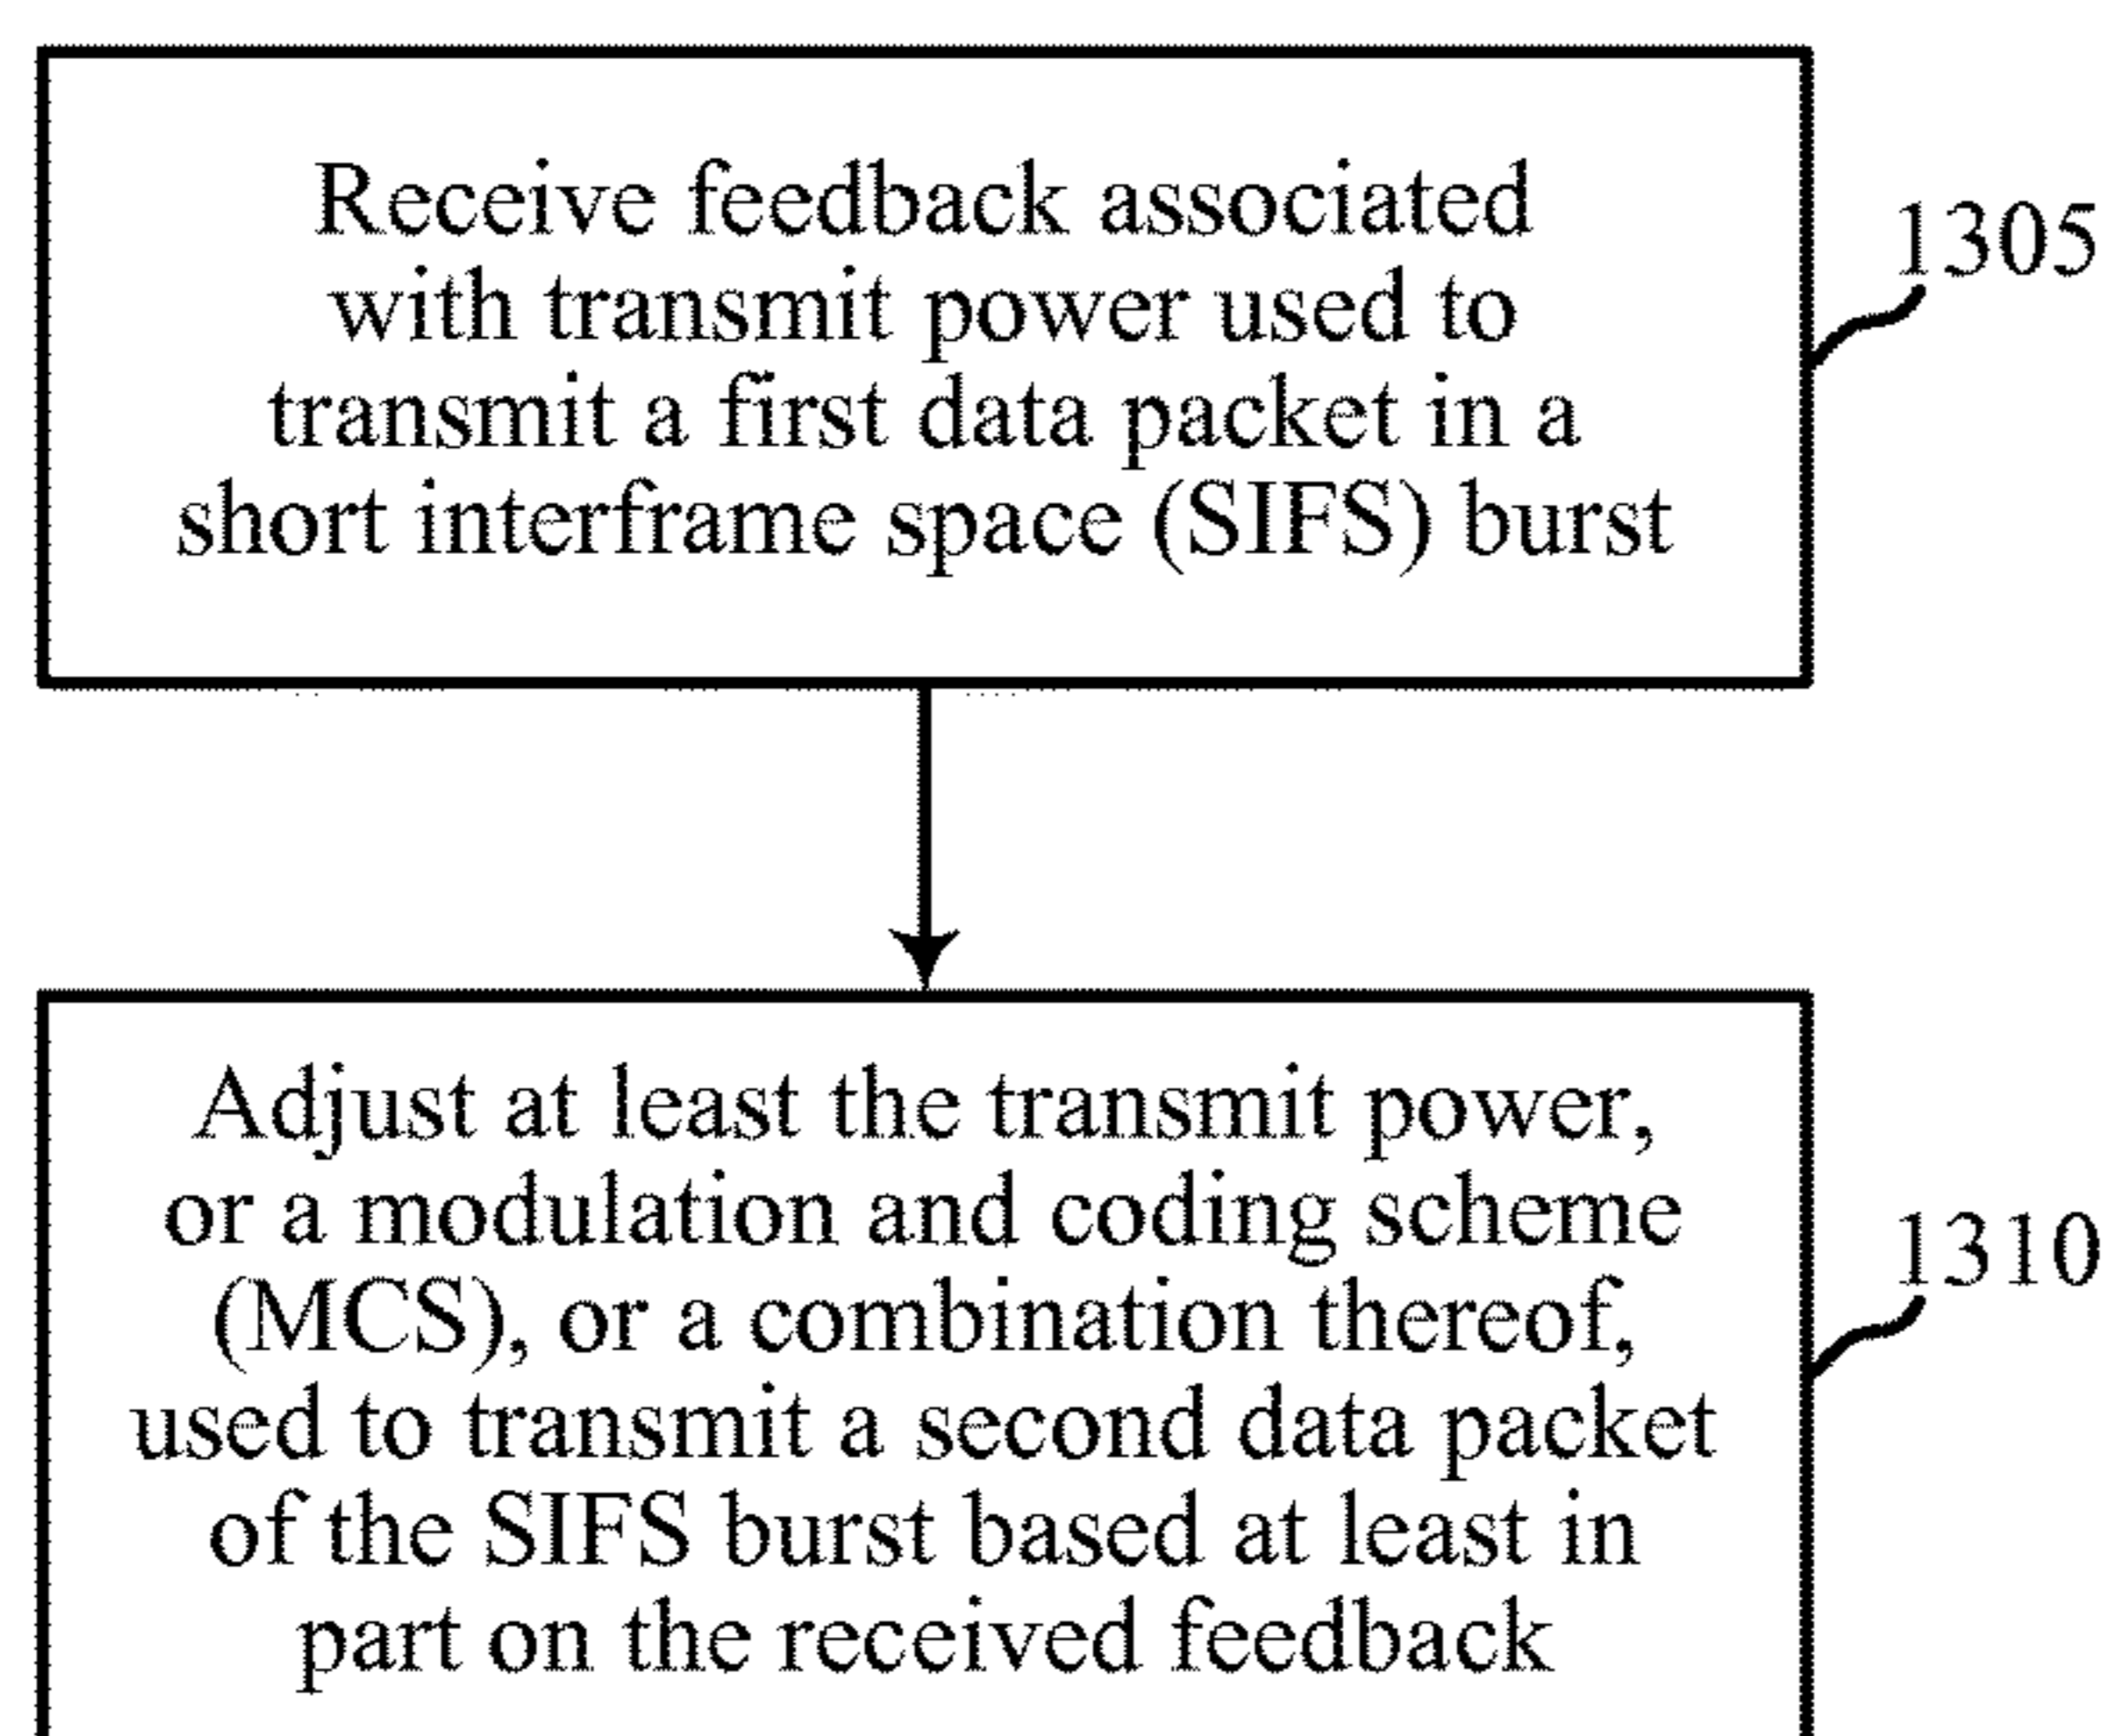 Receive feedback associated
with transmit power used to
transmit a first data packet in a
short interframe space (SIFS) burst
1305
Adjust at least the transmit power,
or a modulation and coding scheme
(MCS), or a combination thereof,
used to transmit a second data packet
of the SIFS burst based at least in
part on the received feedback
1310